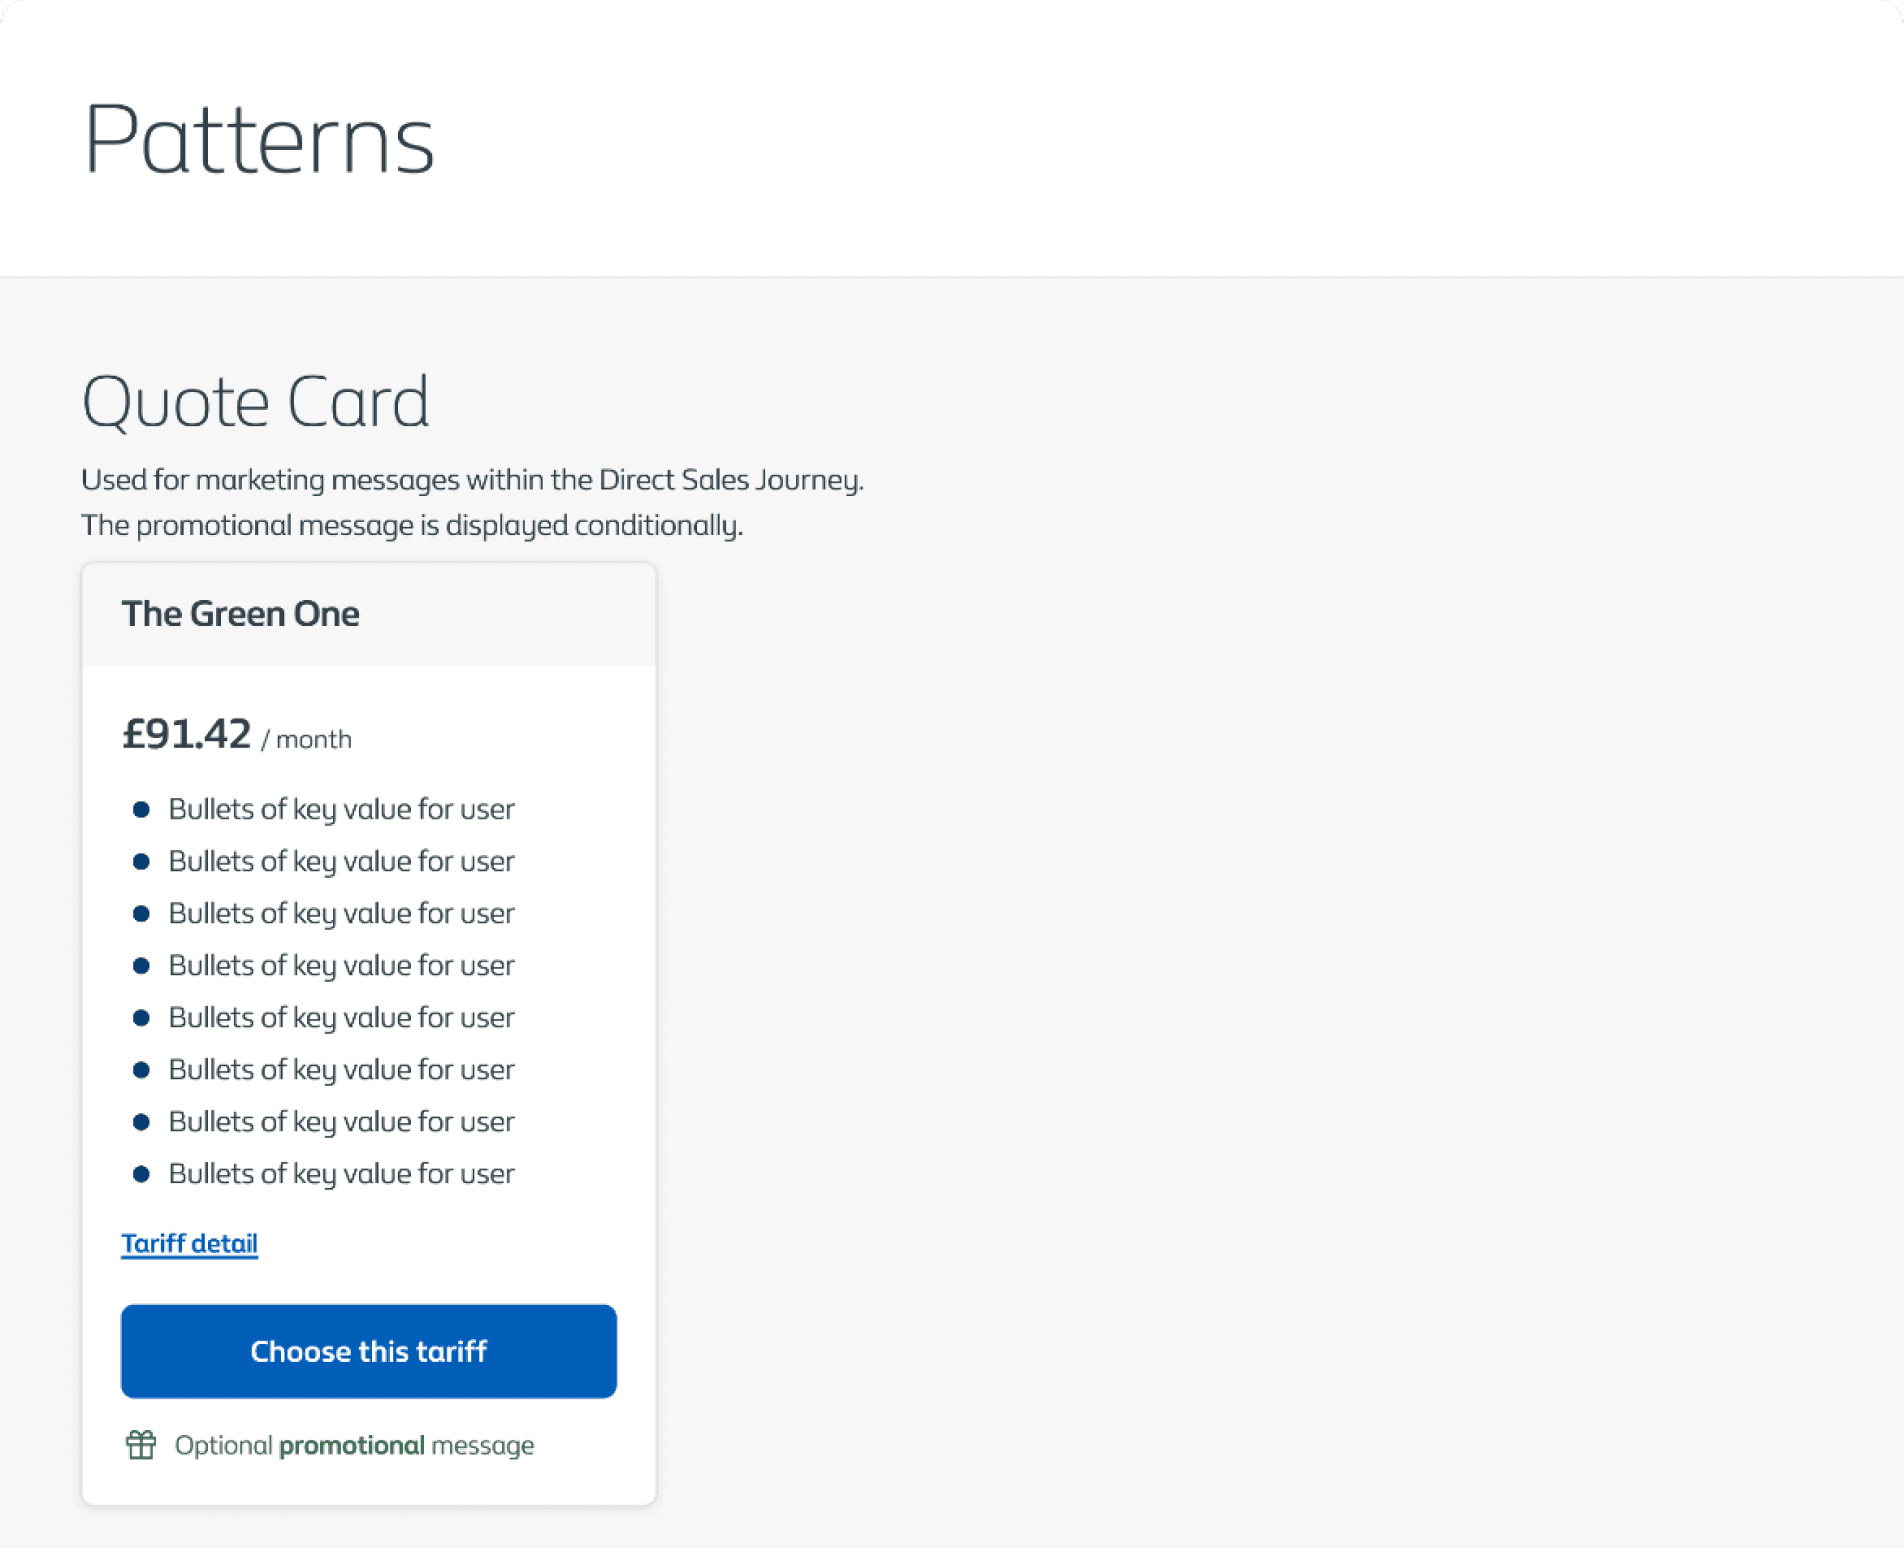 Patterns
Quote Card
Used for marketing messages within the Direct Sales Journey.
The promotional message is displayed conditionally.
The Green One
£91.42 / month
Bullets of key value for user
Bullets of key value for user
Bullets of key value for user
Bullets of key value for user
Bullets of key value for user
Bullets of key value for user
Bullets of key value for user
Bullets of key value for user
Tariff detail
Choose this tariff
Optional promotional message